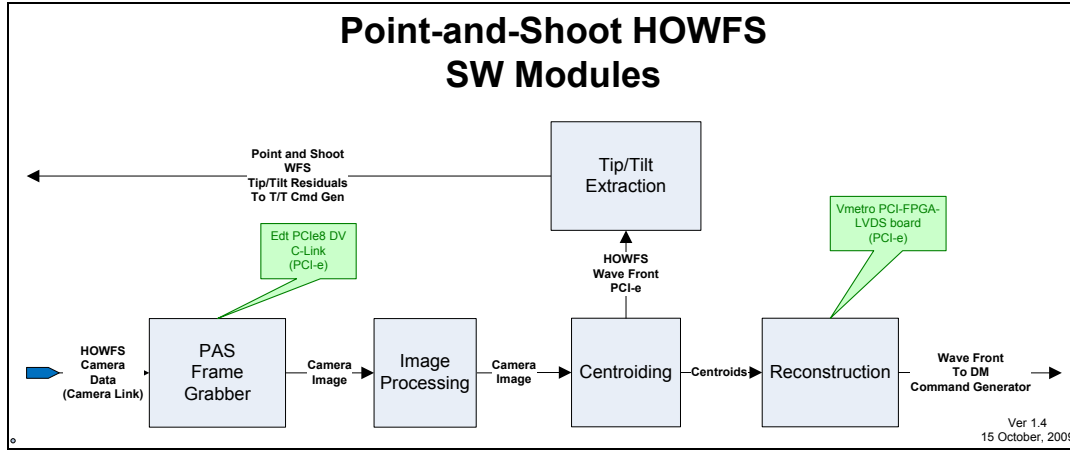 Point-and-Shoot HOWFS
SW Modules
Point and Shoot
WFS
Tip/Tilt Residuals
To T/T Cmd Gen
Tip/Tilt
Extraction
Edt PCIe8 DV
C-Link
(PCI-e)
Vmetro PCI-FPGA-
LVDS board
(PCI-e)
HOWFS
Wave Front
PCI-e
HOWFS
Camera
Data
(Camera Link)
PAS
Frame
Grabber
Camera
Image
Image
Processing
Camera
Image
Centroiding
Centroids
Reconstruction
Wave Front
To DM
Command Generator
Ver 1.4
15 October, 2009